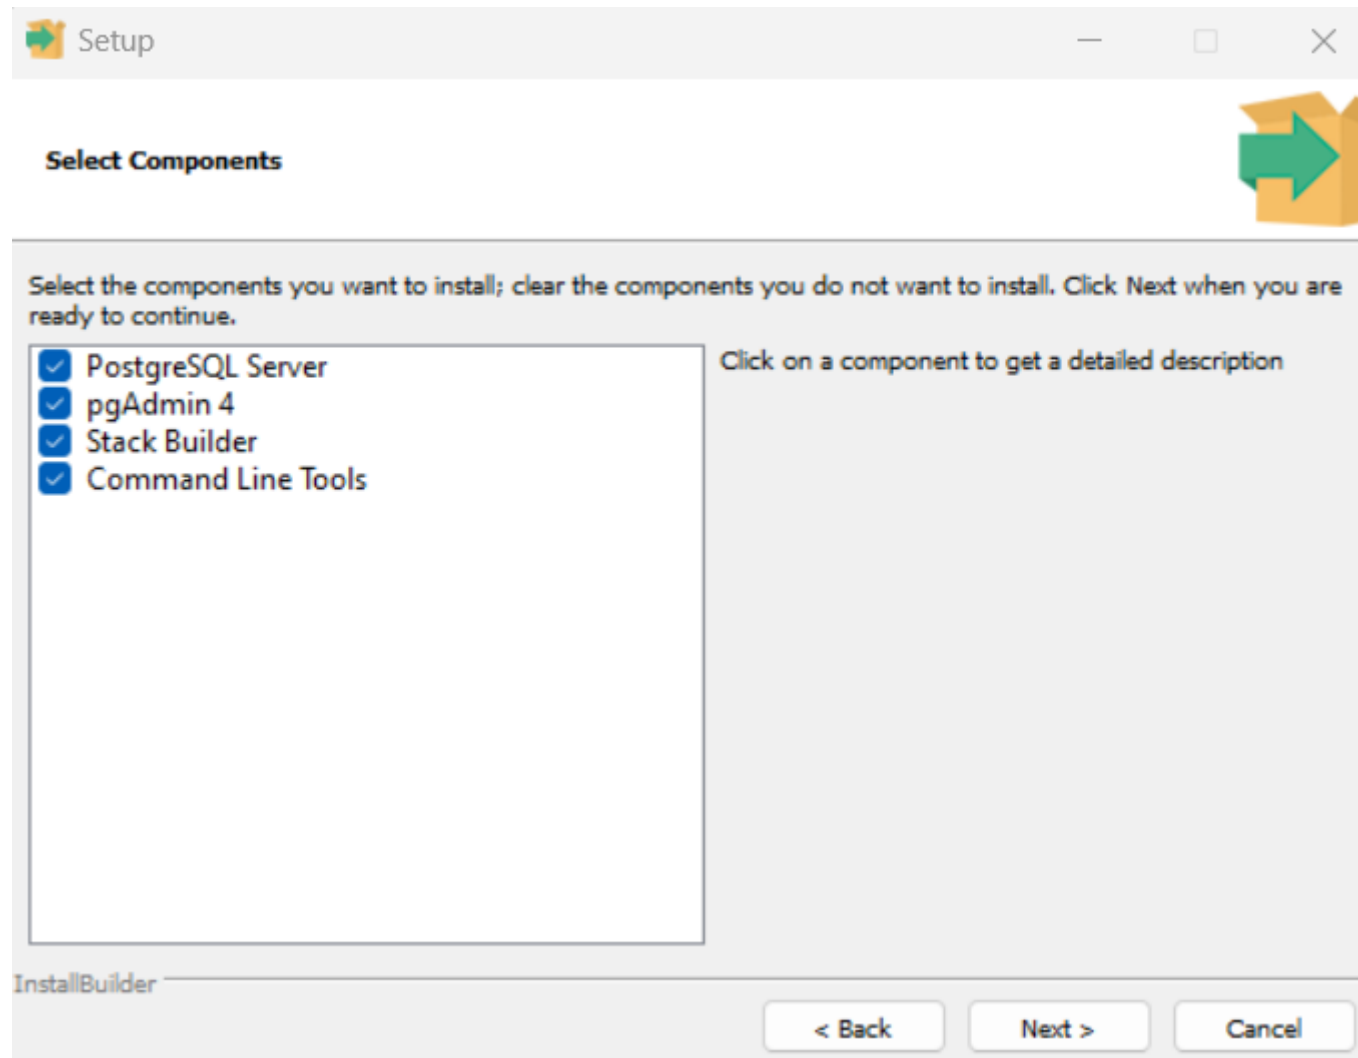 Setup
Select Components
Select the components you want to install; clear the components you do not want to install. Click Next when you are
ready to continue.
PostgreSQL Server
pgAdmin 4
Stack Builder
Command Line Tools
Click on a component to get a detailed description
InstallBuilder
< Back
Next >
Cancel